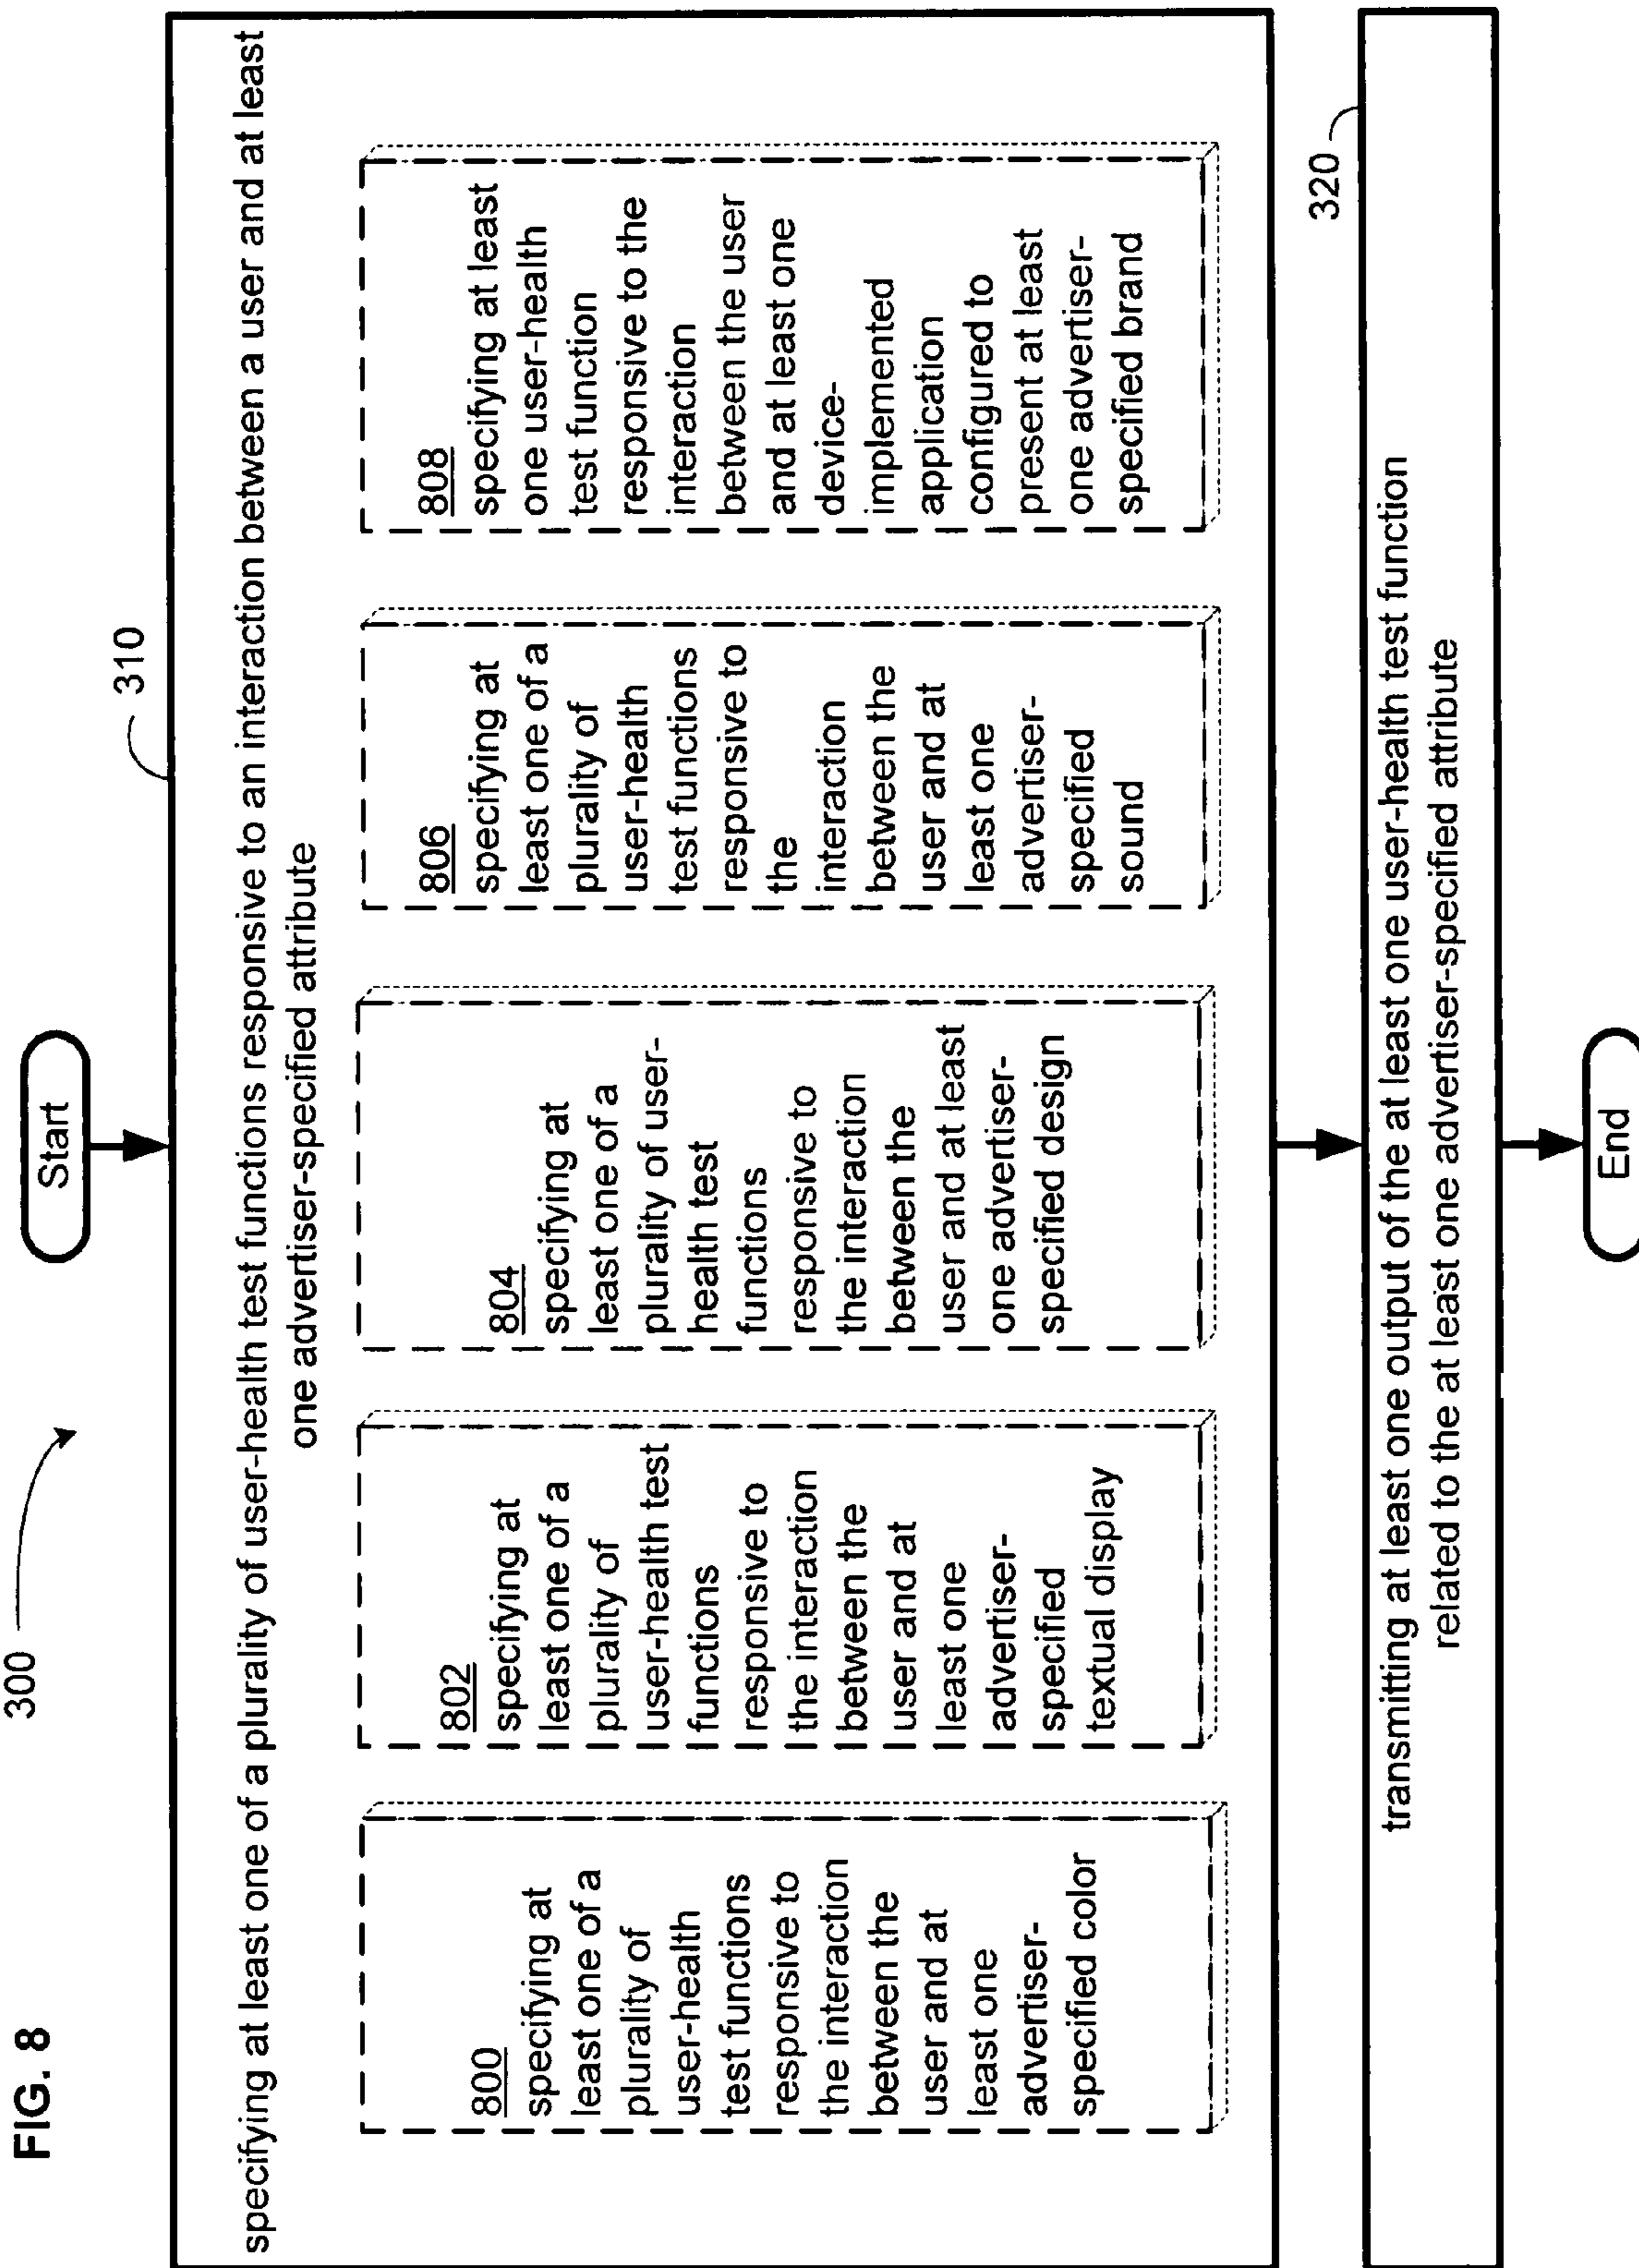 FIG. 8
300
Start
310
specifying at least one of a plurality of user-health test functions responsive to an interaction between a user and at least
one advertiser-specified attribute
800
specifying at
least one of a
plurality of
user-health
test functions
responsive to
the interaction
between the
user and at
least one
advertiser-
specified color
802
specifying at
least one of a
plurality of
user-health test
functions
responsive to
the interaction
between the
user and at
least one
advertiser-
specified
textual display
804
specifying at
least one of a
plurality of user-
health test
functions
responsive to
the interaction
between the
user and at least
one advertiser-
specified design
806
specifying at
least one of a
plurality of
user-health
test functions
responsive to
the
interaction
between the
user and at
least one
advertiser-
specified
sound
808
specifying at least
one user-health
test function
responsive to the
interaction
between the user
and at least one
device-
implemented
application
configured to
present at least
one advertiser-
specified brand
320
transmitting at least one output of the at least one user-health test function
related to the at least one advertiser-specified attribute
End